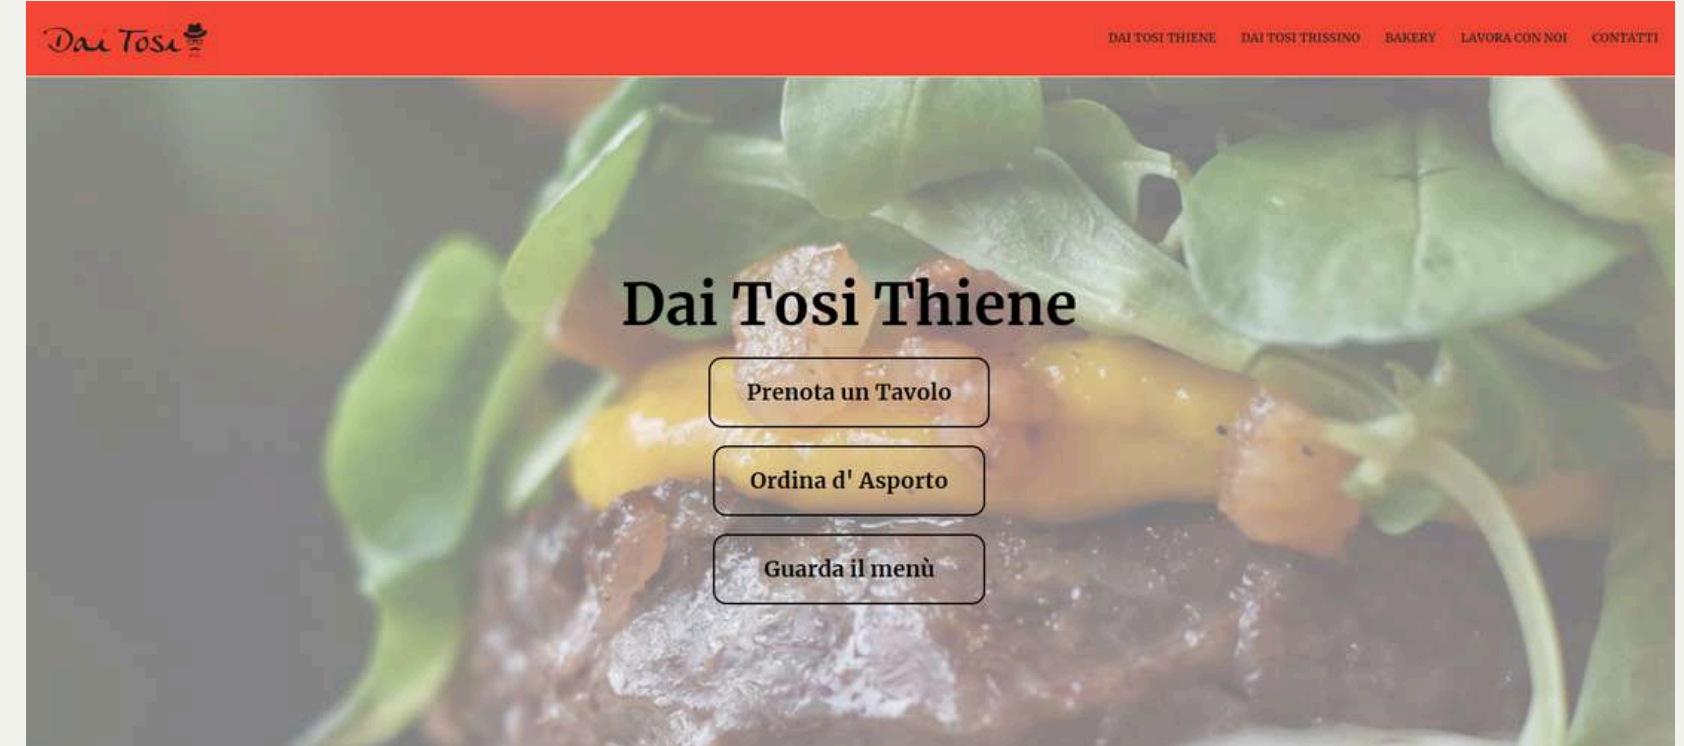 Dai Tosi
DAI TOSI THIENE DAI TOSI TRISSINO BAKERY LAVORA CON NOI CONTATTI
Dai Tosi Thiene
Prenota un Tavolo
Ordina d' Asporto
Guarda il menù